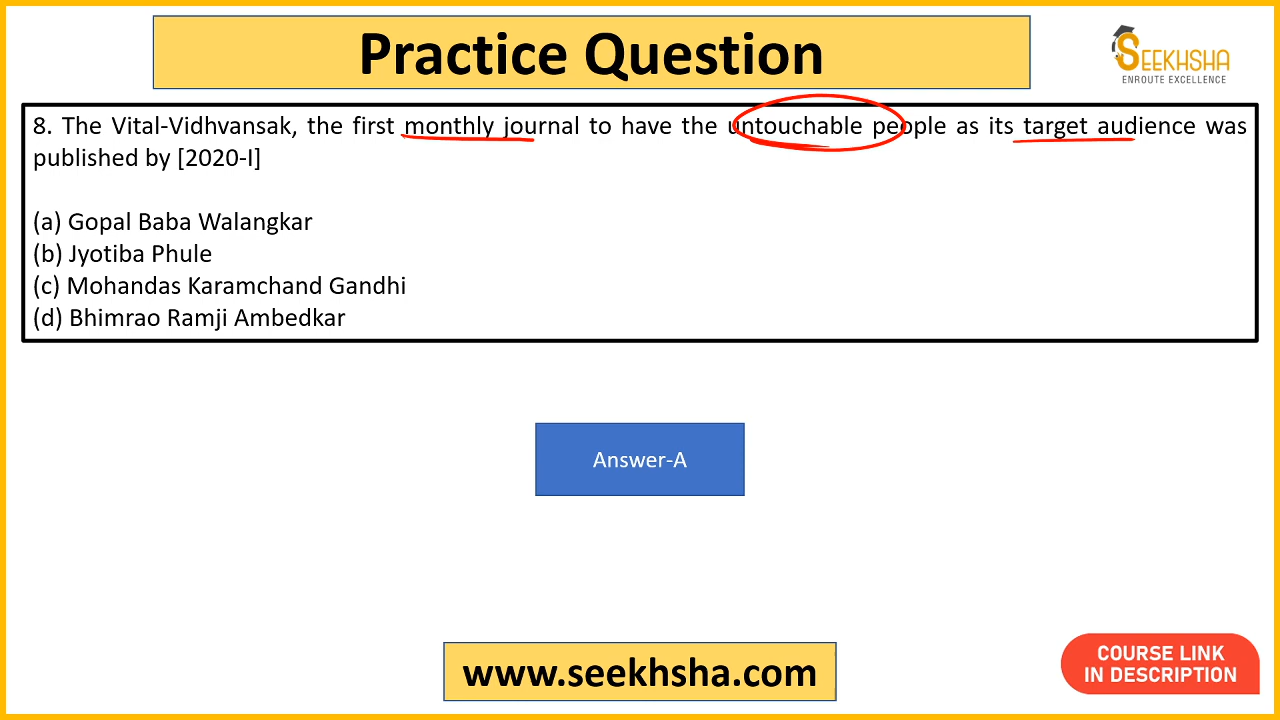 Practice Question
SEEKHSHA
ENROUTE EXCELLENCE
8. The Vital-Vidhvansak, the first monthly journal to have the untouchable people as its target audience was
published by [2020-I]
(a) Gopal Baba Walangkar
(b) Jyotiba Phule
(c) Mohandas Karamchand Gandhi
(d) Bhimrao Ramji Ambedkar
Answer-A
www.seekhsha.com
COURSE LINK
IN DESCRIPTION